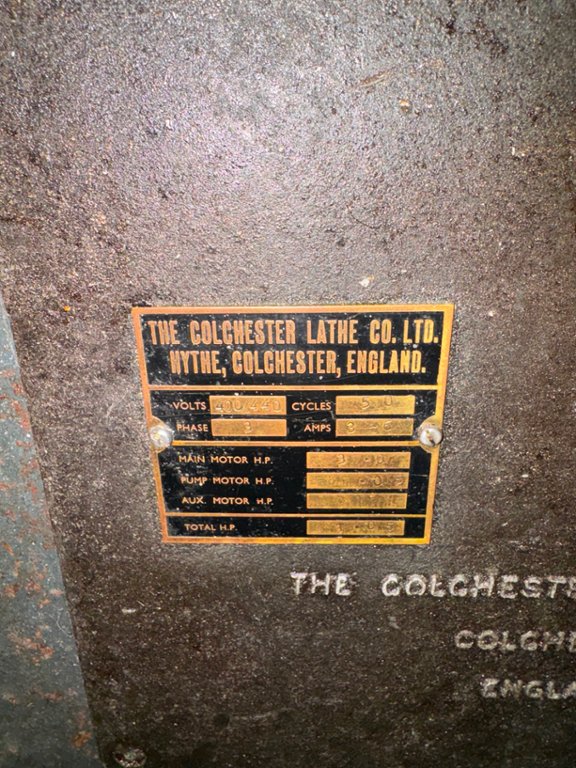 THE COLCHESTER LATHE CO. LTD.
HYTHE, COLCHESTER, ENGLAND.
VOLTS 400/440 CYCLES 50
PHASE 3 AMPS
MAIN MOTOR H.P. 3
PUMP MOTOR H.P.
AUX. MOTOR H.P.
TOTAL H.P.
THE COLCHESTE
COLCHE
ENGLA